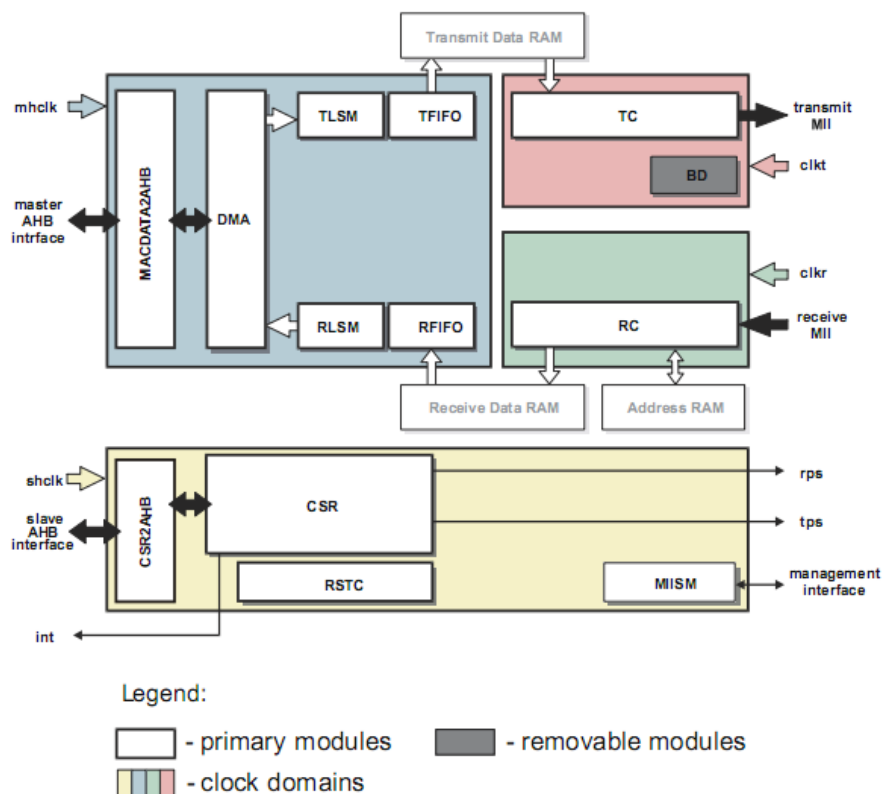 Transmit Data RAM
mhclk
TLSM
TFIFO
TC
transmit
MII
BD
clkt
master
AHB
intrface
MACDATA2AHB
DMA
clkr
RLSM
RFIFO
RC
receive
MII
Receive Data RAM
Address RAM
shclk
slave
AHB
interface
CSR2AHB
CSR
rps
tps
RSTC
MIISM
management
interface
int
Legend:
- primary modules
- removable modules
- clock domains